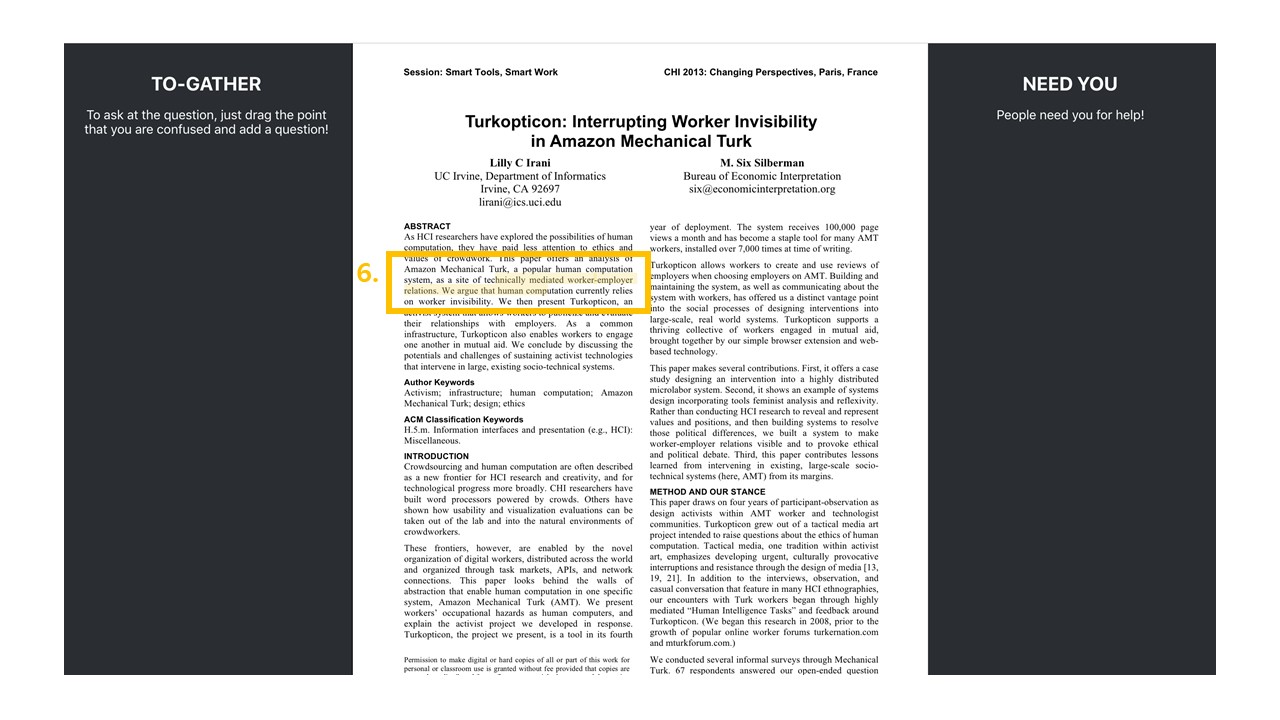 TO-GATHER
To ask at the question, just drag the point
that you are confused and add a question!
6.
Session: Smart Tools, Smart Work
CHI 2013: Changing Perspectives, Paris, France
Turkopticon: Interrupting Worker Invisibility
in Amazon Mechanical Turk
Lilly C Irani
UC Irvine, Department of Informatics
Irvine, CA 92697
lirani@ics.uci.edu
M. Six Silberman
Bureau of Economic Interpretation
six@economicinterpretation.org
ABSTRACT
As HCI researchers have explored the possibilities of human
computation, they have paid less attention to ethics and
values of crowdwork. This paper offers an analysis of
Amazon Mechanical Turk, a popular human computation
system, as a site of technically mediated worker-employer
relations. We argue that human computation currently relies
on worker invisibility. We then present Turkopticon, an
activist system that allows workers to publicize and evaluate
their relationships with employers. As a common
infrastructure, Turkopticon also enables workers to engage
one another in mutual aid. We conclude by discussing the
potentials and challenges of sustaining activist technologies
that intervene in large, existing socio-technical systems.
Author Keywords
Activism; infrastructure; human computation; Amazon
Mechanical Turk; design; ethics
ACM Classification Keywords
H.5.m. Information interfaces and presentation (e.g., HCI):
Miscellaneous.
INTRODUCTION
Crowdsourcing and human computation are often described
as a new frontier for HCI research and creativity, and for
technological progress more broadly. CHI researchers have
built word processors powered by crowds. Others have
shown how usability and visualization evaluations can be
taken out of the lab and into the natural environments of
crowdworkers.
These frontiers, however, are enabled by the novel
organization of digital workers, distributed across the world
and organized through task markets, APIs, and network
connections. This paper looks behind the walls of
abstraction that enable human computation in one specific
system, Amazon Mechanical Turk (AMT). We present
workers' occupational hazards as human computers, and
explain the activist project we developed in response.
Turkopticon, the project we present, is a tool in its fourth
Permission to make digital or hard copies of all or part of this work for
personal or classroom use is granted without fee provided that copies are
year of deployment. The system receives 100,000 page
views a month and has become a staple tool for many AMT
workers, installed over 7,000 times at time of writing.
Turkopticon allows workers to create and use reviews of
employers when choosing employers on AMT. Building and
maintaining the system, as well as communicating about the
system with workers, has offered us a distinct vantage point
into the social processes of designing interventions into
large-scale, real world systems. Turkopticon supports a
thriving collective of workers engaged in mutual aid,
brought together by our simple browser extension and web-
based technology.
This paper makes several contributions. First, it offers a case
study designing an intervention into a highly distributed
microlabor system. Second, it shows an example of systems
design incorporating tools feminist analysis and reflexivity.
Rather than conducting HCI research to reveal and represent
values and positions, and then building systems to resolve
those political differences, we built a system to make
worker-employer relations visible and to provoke ethical
and political debate. Third, this paper contributes lessons
learned from intervening in existing, large-scale socio-
technical systems (here, AMT) from its margins.
METHOD AND OUR STANCE
This paper draws on four years of participant-observation as
design activists within AMT worker and technologist
communities. Turkopticon grew out of a tactical media art
project intended to raise questions about the ethics of human
computation. Tactical media, one tradition within activist
art, emphasizes developing urgent, culturally provocative
interruptions and resistance through the design of media [13,
19, 21]. In addition to the interviews, observation, and
casual conversation that feature in many HCI ethnographies,
our encounters with Turk workers began through highly
mediated “Human Intelligence Tasks” and feedback around
Turkopticon. (We began this research in 2008, prior to the
growth of popular online worker forums turkernation.com
and mturkforum.com.)
We conducted several informal surveys through Mechanical
Turk. 67 respondents answered our open-ended question
NEED YOU
People need you for help!